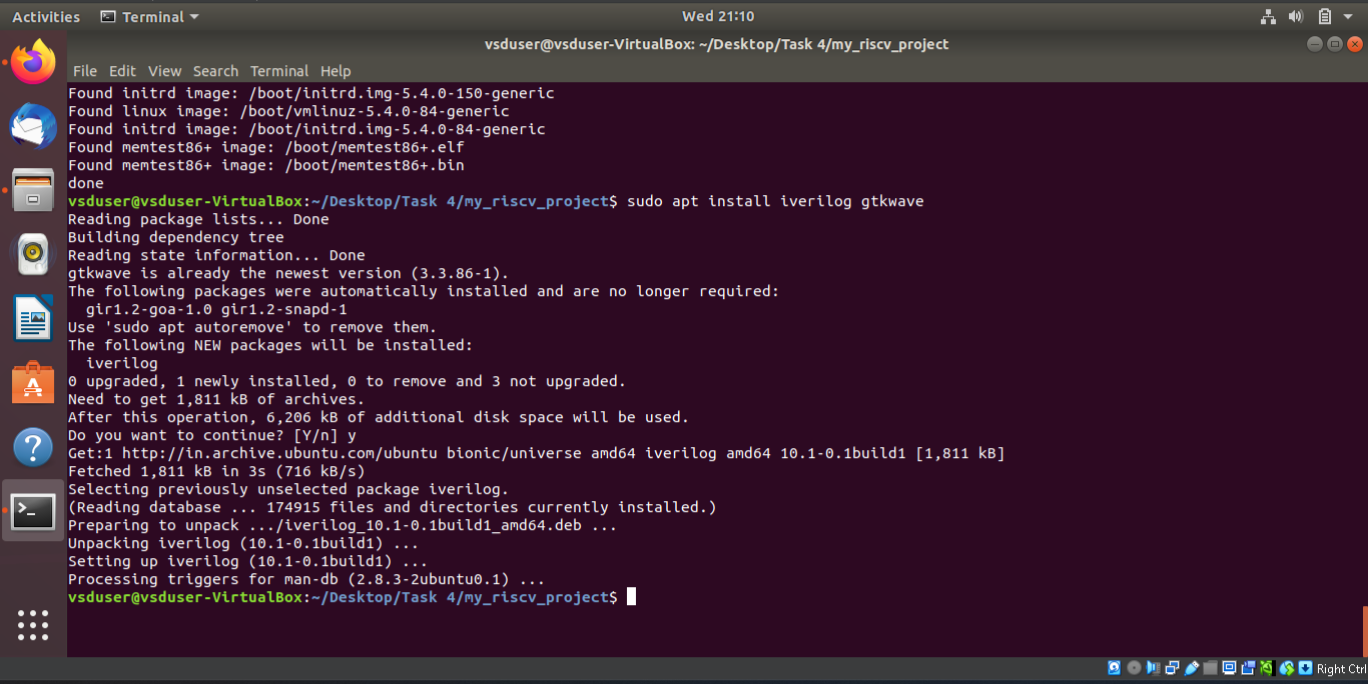 Activities Terminal Wed 21:10
vsduser@vsduser-VirtualBox: ~/Desktop/Task 4/my_riscv_project
File Edit View Search Terminal Help
Found initrd image: /boot/initrd.img-5.4.0-150-generic
Found linux image: /boot/vmlinuz-5.4.0-84-generic
Found initrd image: /boot/initrd.img-5.4.0-84-generic
Found memtest86+ image: /boot/memtest86+.elf
Found memtest86+ image: /boot/memtest86+.bin
done
vsduser@vsduser-VirtualBox:~/Desktop/Task 4/my_riscv_project$ sudo apt install iverilog gtkwave
Reading package lists... Done
Building dependency tree
Reading state information... Done
gtkwave is already the newest version (3.3.86-1).
The following packages were automatically installed and are no longer required:
  gir1.2-goa-1.0 gir1.2-snapd-1
Use 'sudo apt autoremove' to remove them.
The following NEW packages will be installed:
  iverilog
0 upgraded, 1 newly installed, 0 to remove and 3 not upgraded.
Need to get 1,811 kB of archives.
After this operation, 6,206 kB of additional disk space will be used.
Do you want to continue? [Y/n] y
Get:1 http://in.archive.ubuntu.com/ubuntu bionic/universe amd64 iverilog amd64 10.1-0.1build1 [1,811 kB]
Fetched 1,811 kB in 3s (716 kB/s)
Selecting previously unselected package iverilog.
(Reading database ... 174915 files and directories currently installed.)
Preparing to unpack .../iverilog_10.1-0.1build1_amd64.deb ...
Unpacking iverilog (10.1-0.1build1) ...
Setting up iverilog (10.1-0.1build1) ...
Processing triggers for man-db (2.8.3-2ubuntu0.1) ...
vsduser@vsduser-VirtualBox:~/Desktop/Task 4/my_riscv_project$
Right Ctrl